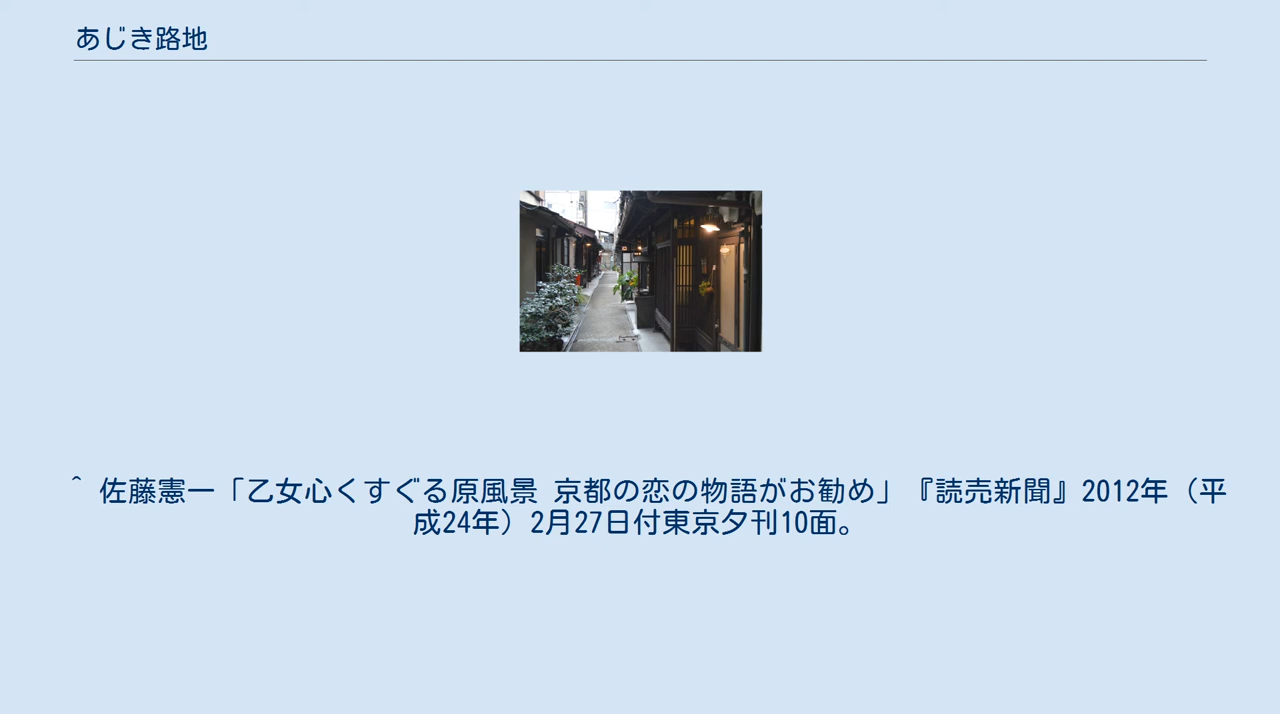 あじき路地
^ 佐藤憲一「乙女心くすぐる原風景 京都の恋の物語がお勧め」『読売新聞』2012年（平
成24年）2月27日付東京夕刊10面。